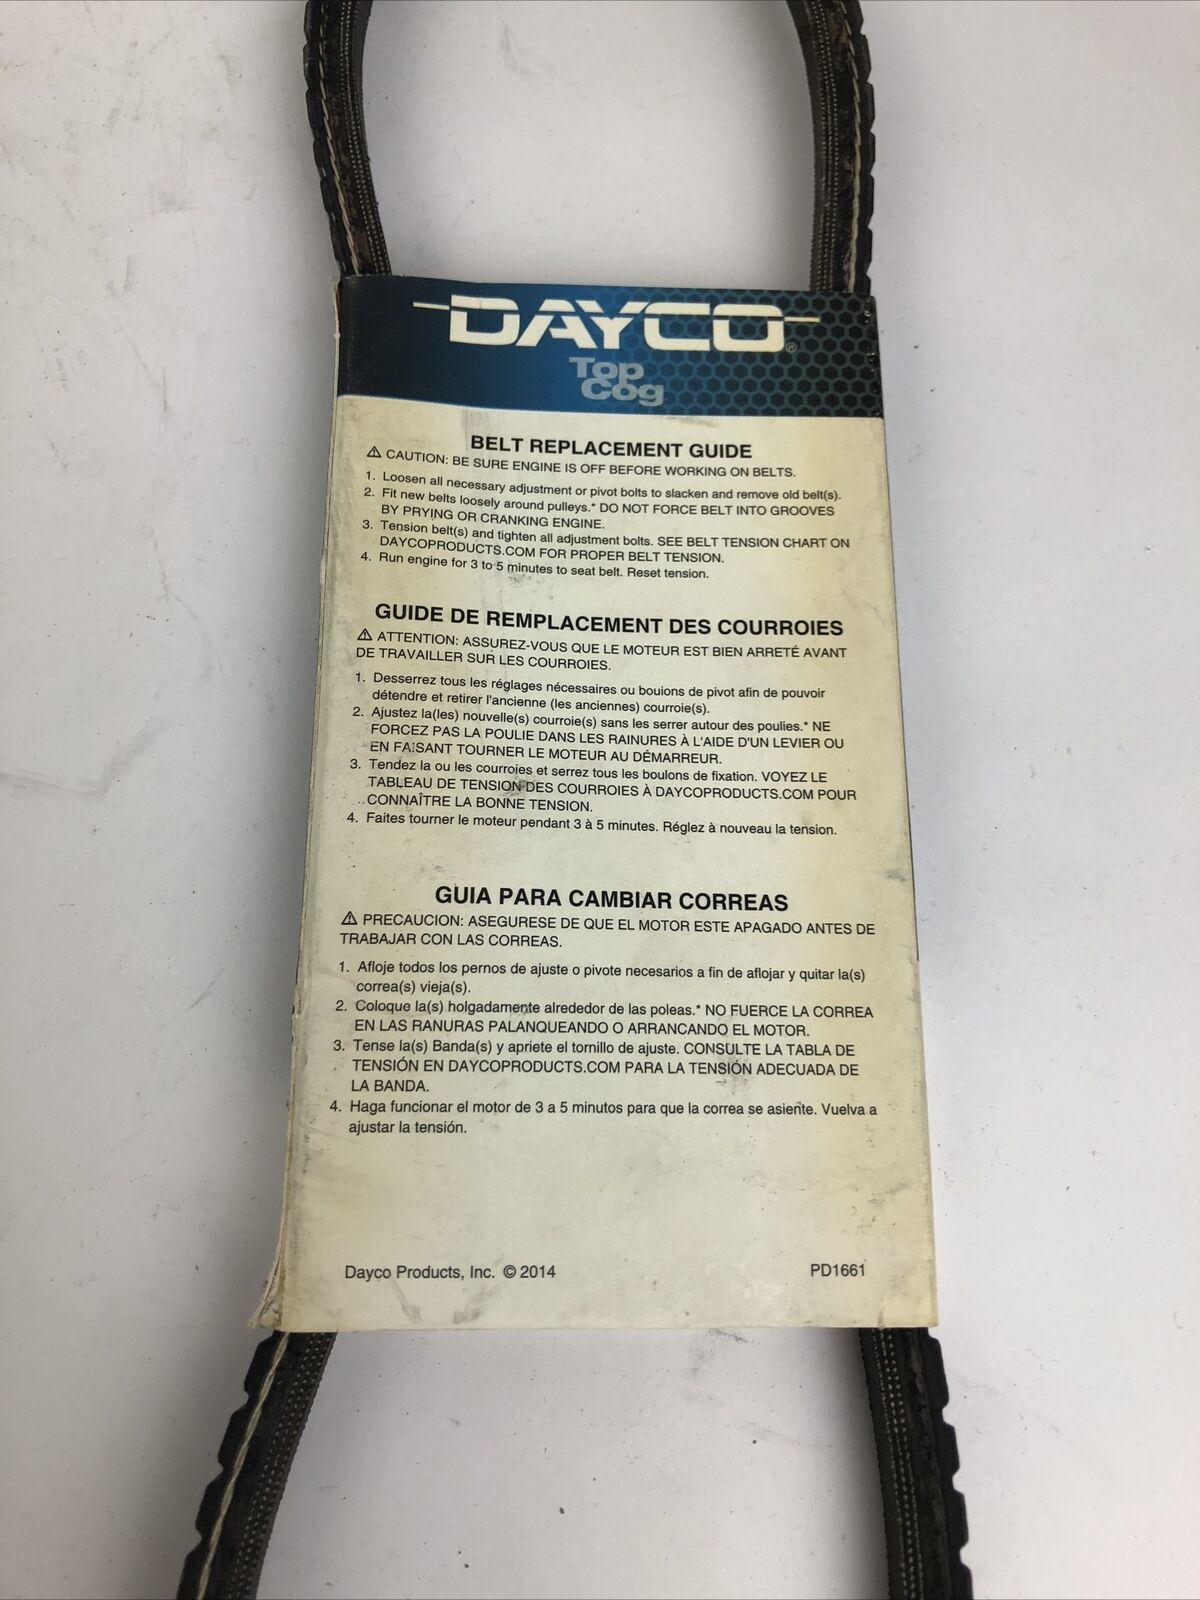 DAYCO®
Top
Cog
BELT REPLACEMENT GUIDE
⚠ CAUTION: BE SURE ENGINE IS OFF BEFORE WORKING ON BELTS.
1. Loosen all necessary adjustment or pivot bolts to slacken and remove old belt(s).
2. Fit new belts loosely around pulleys.* DO NOT FORCE BELT INTO GROOVES
BY PRYING OR CRANKING ENGINE.
3. Tension belt(s) and tighten all adjustment bolts. SEE BELT TENSION CHART ON
DAYCOPRODUCTS.COM FOR PROPER BELT TENSION.
4. Run engine for 3 to 5 minutes to seat belt. Reset tension.
GUIDE DE REMPLACEMENT DES COURROIES
⚠ ATTENTION: ASSUREZ-VOUS QUE LE MOTEUR EST BIEN ARRETÉ AVANT
DE TRAVAILLER SUR LES COURROIES.
1. Desserrez tous les réglages nécessaires ou bouions de pivot afin de pouvoir
détendre et retirer l'ancienne (les anciennes) courroie(s).
2. Ajustez la(les) nouvelle(s) courroie(s) sans les serrer autour des poulies.* NE
FORCEZ PAS LA POULIE DANS LES RAINURES À L'AIDE D'UN LEVIER OU
EN FAISANT TOURNER LE MOTEUR AU DÉMARREUR.
3. Tendez la ou les courroies et serrez tous les boulons de fixation. VOYEZ LE
TABLEAU DE TENSION DES COURROIES À DAYCOPRODUCTS.COM POUR
CONNAÎTRE LA BONNE TENSION.
4. Faites tourner le moteur pendant 3 à 5 minutes. Réglez à nouveau la tension.
GUIA PARA CAMBIAR CORREAS
⚠ PRECAUCION: ASEGURESE DE QUE EL MOTOR ESTE APAGADO ANTES DE
TRABAJAR CON LAS CORREAS.
1. Afloje todos los pernos de ajuste o pivote necesarios a fin de aflojar y quitar la(s)
correa(s) vieja(s).
2. Coloque la(s) holgadamente alrededor de las poleas.* NO FUERCE LA CORREA
EN LAS RANURAS PALANQUEANDO O ARRANCANDO EL MOTOR.
3. Tense la(s) Banda(s) y apriete el tornillo de ajuste. CONSULTE LA TABLA DE
TENSIÓN EN DAYCOPRODUCTS.COM PARA LA TENSIÓN ADECUADA DE
LA BANDA.
4. Haga funcionar el motor de 3 a 5 minutos para que la correa se asiente. Vuelva a
ajustar la tensión.
Dayco Products, Inc. © 2014 PD1661